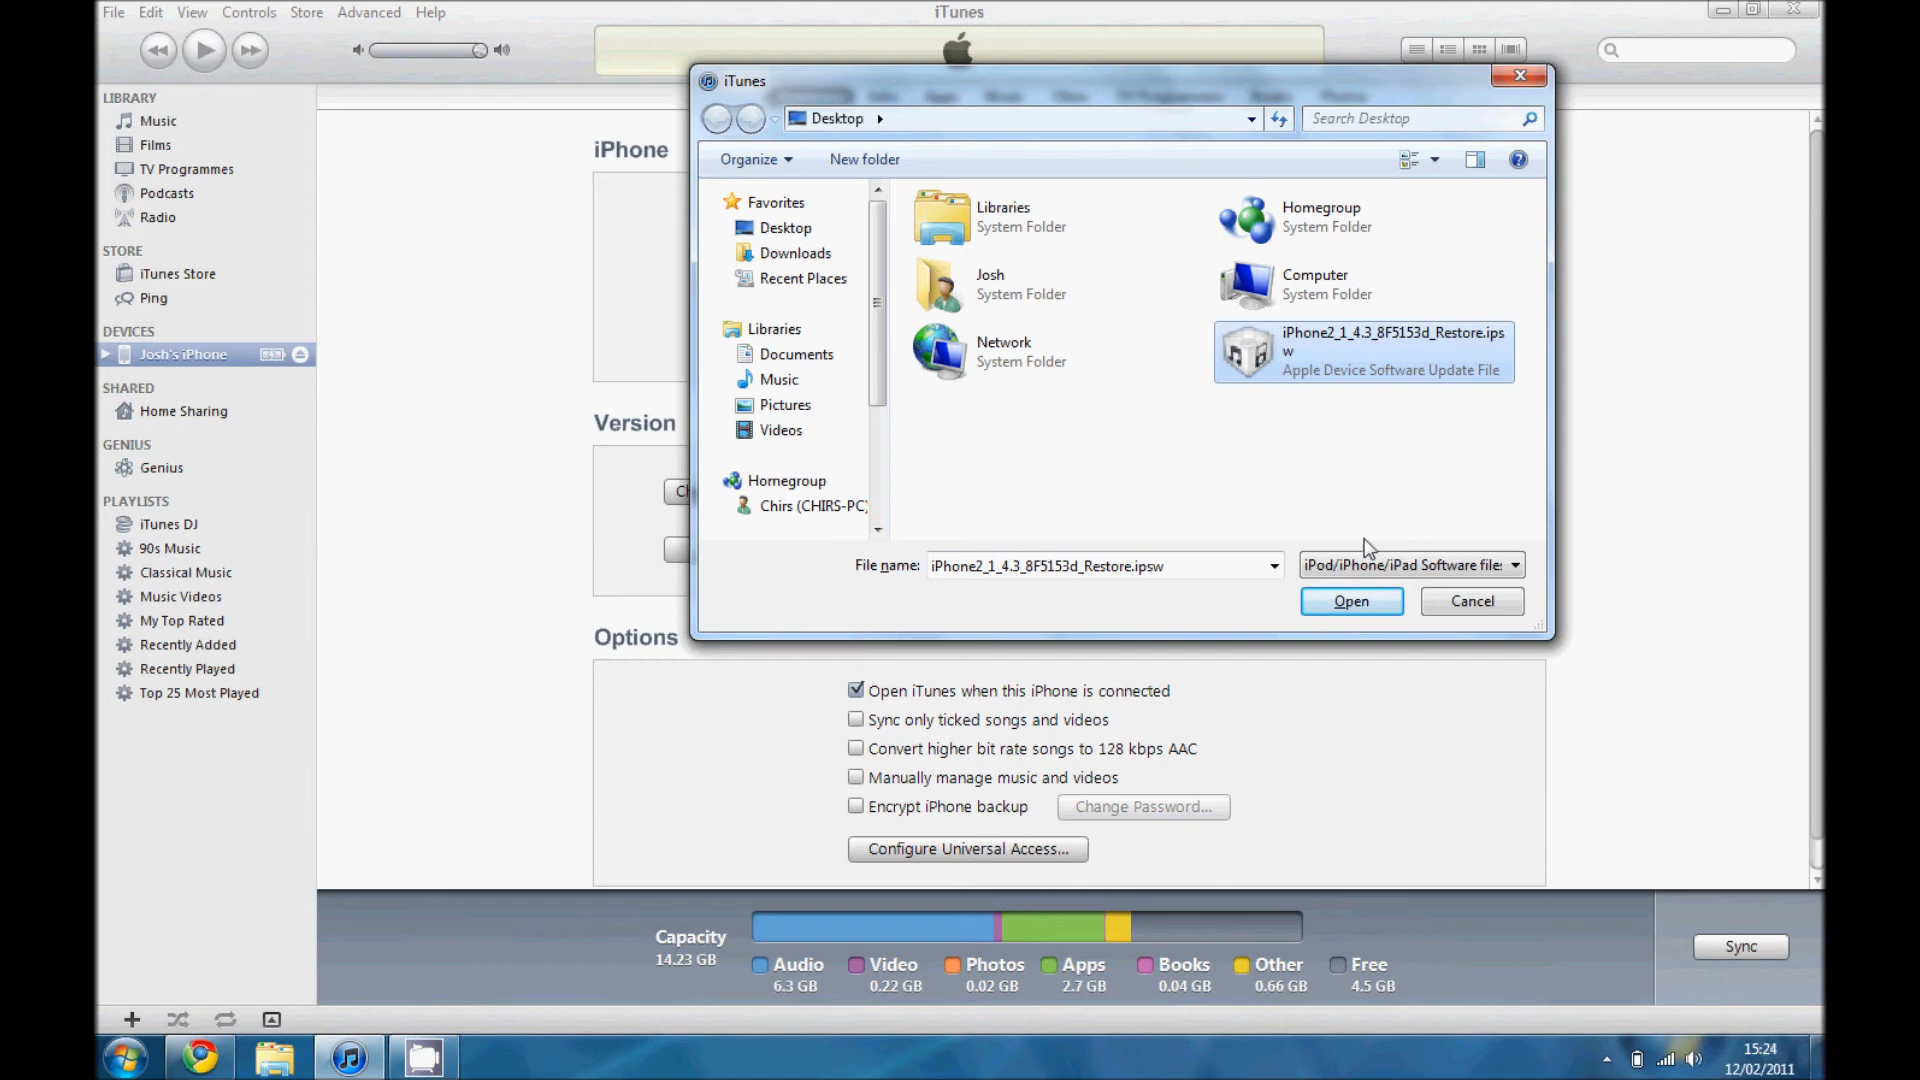 File Edit View Controls Store Advanced Help
iTunes
LIBRARY
Music
Films
TV Programmes
Podcasts
Radio
STORE
iTunes Store
Ping
DEVICES
Josh's iPhone
SHARED
Home Sharing
GENIUS
Genius
PLAYLISTS
iTunes DJ
90s Music
Classical Music
Music Videos
My Top Rated
Recently Added
Recently Played
Top 25 Most Played
iPhone
Version
Options
iTunes
Desktop
Search Desktop
Organize
New folder
Favorites
Desktop
Downloads
Recent Places
Libraries
Documents
Music
Pictures
Videos
Homegroup
Chirs (CHIRS-PC)
Libraries
System Folder
Homegroup
System Folder
Josh
System Folder
Computer
System Folder
Network
System Folder
iPhone2_1_4.3_8F5153d_Restore.ips
w
Apple Device Software Update File
File name: iPhone2_1_4.3_8F5153d_Restore.ipsw
iPod/iPhone/iPad Software files
Open
Cancel
Open iTunes when this iPhone is connected
Sync only ticked songs and videos
Convert higher bit rate songs to 128 kbps AAC
Manually manage music and videos
Encrypt iPhone backup
Change Password...
Configure Universal Access...
Capacity
14.23 GB
Audio
6.3 GB
Video
0.22 GB
Photos
0.02 GB
Apps
2.7 GB
Books
0.04 GB
Other
0.66 GB
Free
4.5 GB
Sync
15:24
12/02/2011